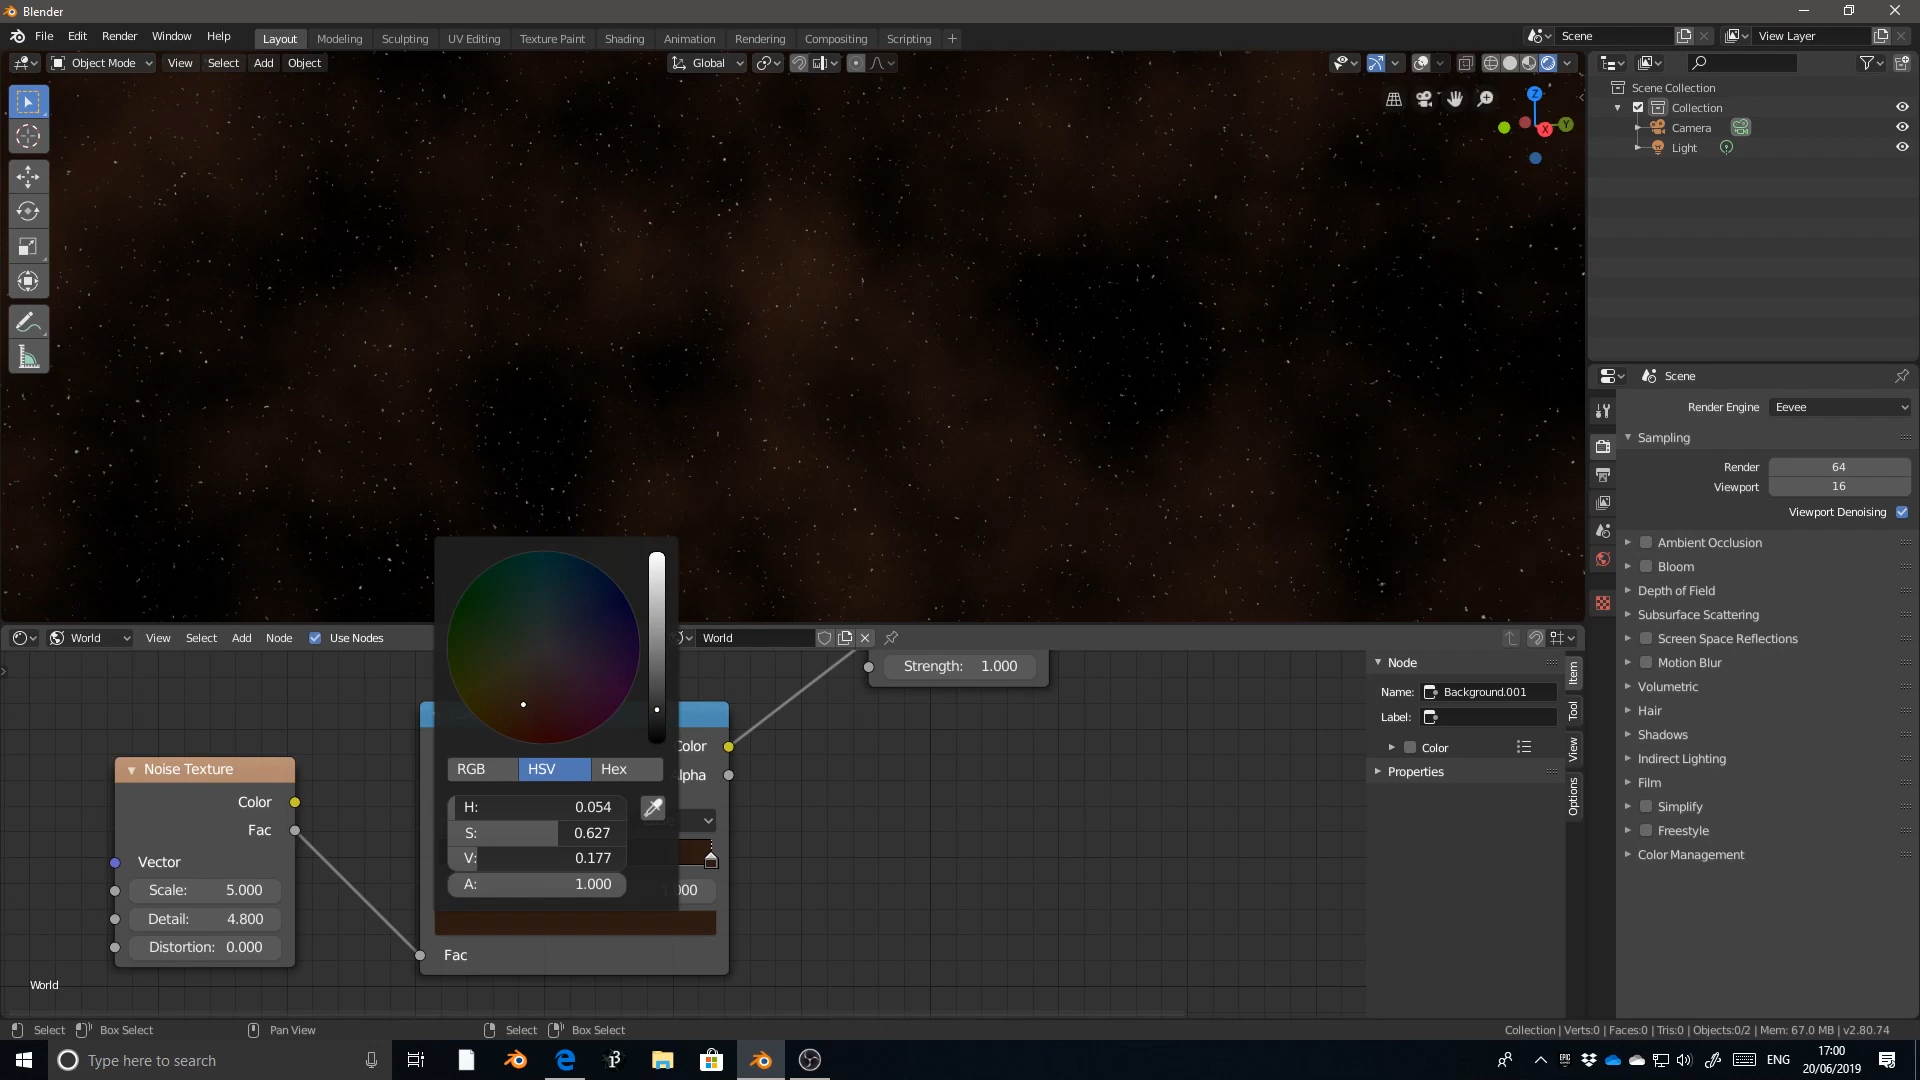 Blender
File Edit Render Window Help Layout Modeling Sculpting UV Editing Texture Paint Shading Animation Rendering Compositing Scripting + Scene View Layer
Object Mode View Select Add Object Global
Scene Collection
Collection
Camera
Light
Z
X
Y
Scene
Render Engine Eevee
Sampling
Render 64
Viewport 16
Viewport Denoising
Ambient Occlusion
Bloom
Depth of Field
Subsurface Scattering
Screen Space Reflections
Motion Blur
Volumetric
Hair
Shadows
Indirect Lighting
Film
Simplify
Freestyle
Color Management
World View Select Add Node Use Nodes World
Strength: 1.000
Node
Name: Background.001
Label:
Color
Properties
Item
Tool
View
Options
Color
Alpha
RGB HSV Hex
H: 0.054
S: 0.627
V: 0.177
A: 1.000
Fac
Noise Texture
Color
Fac
Vector
Scale: 5.000
Detail: 4.800
Distortion: 0.000
World
Select Box Select Pan View Select Box Select Collection | Verts:0 | Faces:0 | Tris:0 | Objects:0/2 | Mem: 67.0 MB | v2.80.74
Type here to search
ENG
17:00
20/06/2019